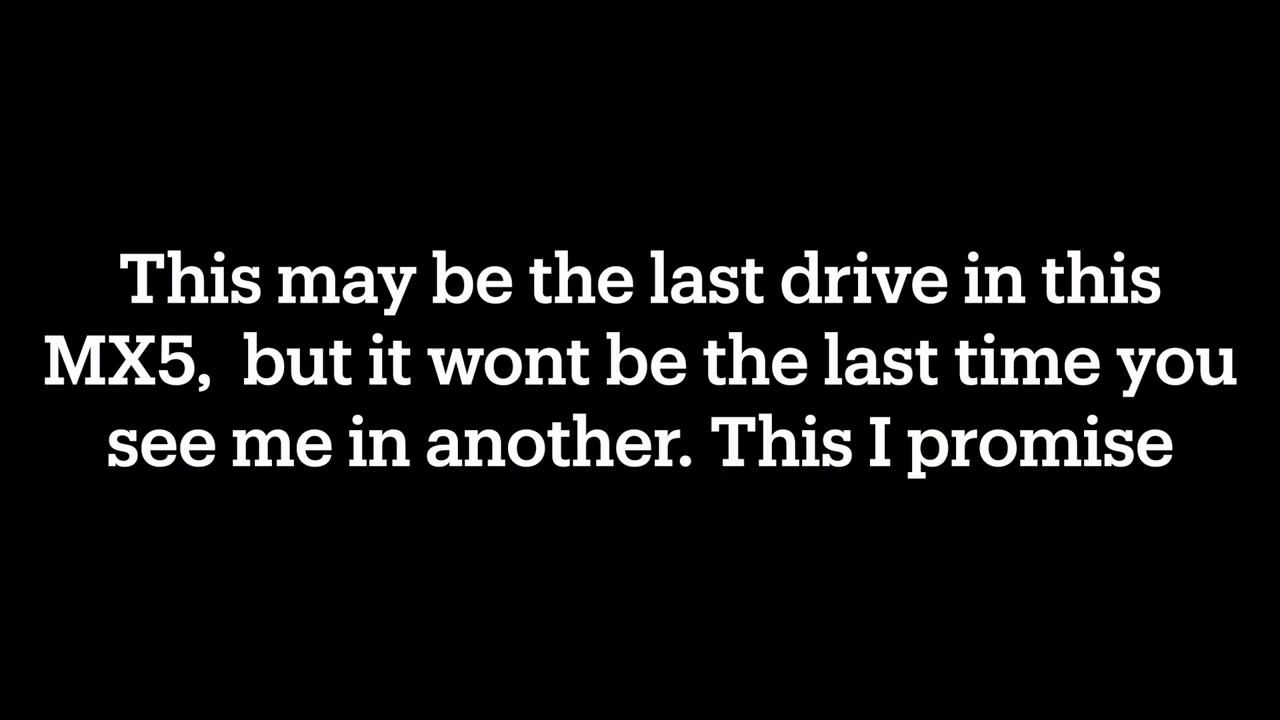 This may be the last drive in this
MX5,  but it wont be the last time you
see me in another. This I promise